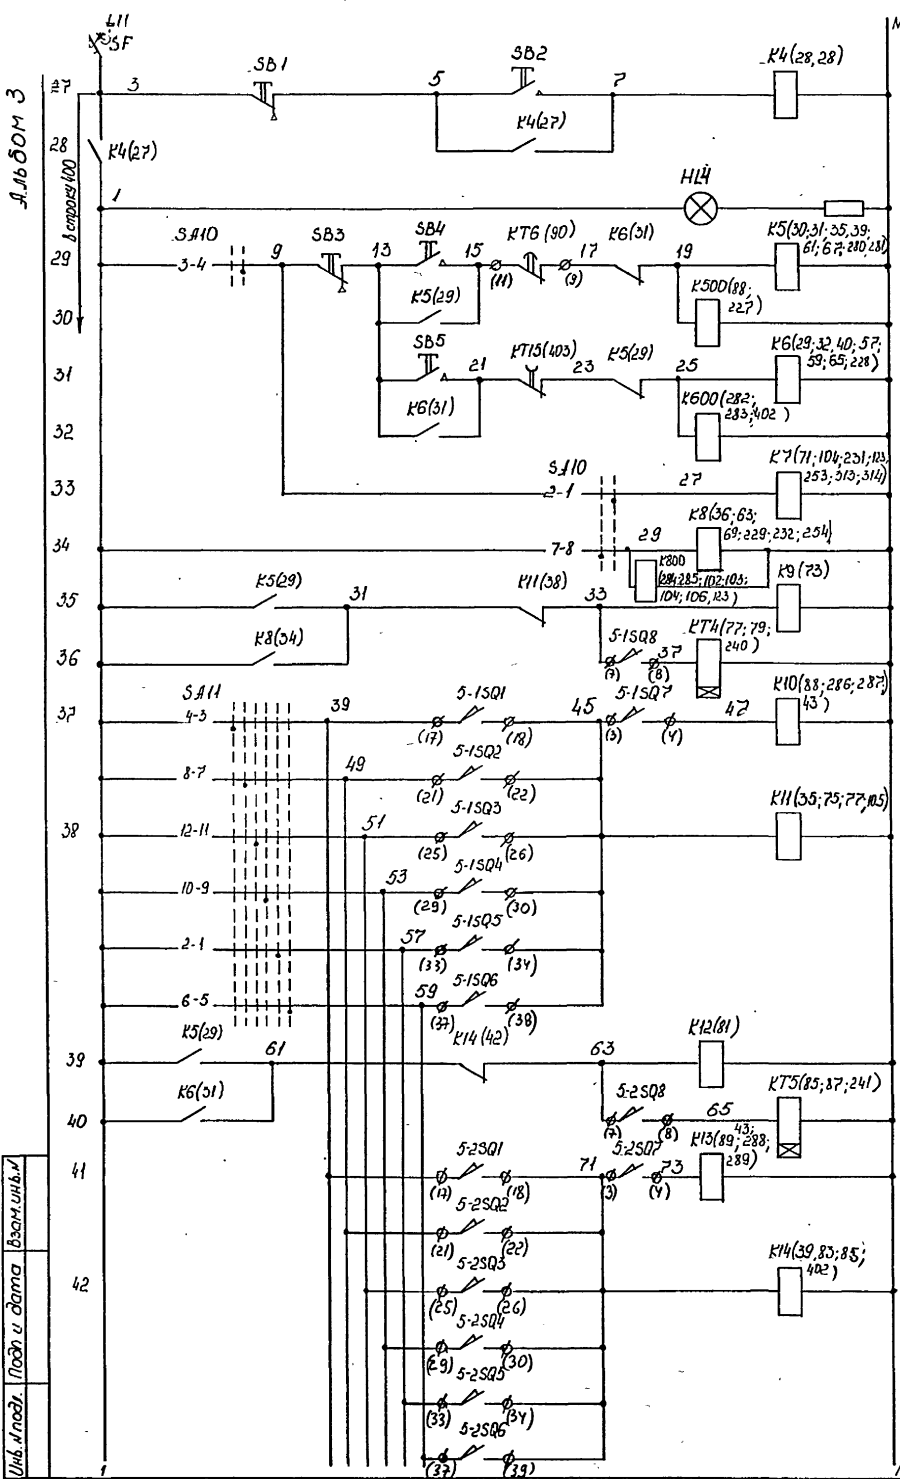 L11
SF
N
27
3
SB1
5
SB2
7
К4(28,28)
Альбом 3
28
К4(27)
К4(27)
в строку 400
1
HL4
29
SA10
3-4
9
SB3
13
SB4
15
КТ6(90)
17
К6(31)
19
К5(30;31;35,39;
61;67;280,281
(11)
(9)
К5(29)
К500(88;
227)
30
31
SB5
21
КТ15(403)
23
К5(29)
25
К6(29;32,40;57;
59;65;228)
К6(31)
К600(282;
283;402)
32
33
SA10
2-1
27
К7(71;104;231;123;
253;313;314)
34
7-8
29
К8(36;63;
69;229;232;254)
К800
(284;285;102;103;
104;106,123)
35
К5(29)
31
К11(38)
33
К9(73)
36
К8(34)
5-1SQ8
37
(7)
(8)
КТ4(77;79;
240)
37
SA11
4-3
39
5-1SQ1
(17)
(18)
45
5-1SQ7
(3)
(4)
47
К10(88;286;287;
43)
8-7
49
5-1SQ2
(21)
(22)
38
12-11
51
5-1SQ3
(25)
(26)
К11(35;75;77;105)
10-9
53
5-1SQ4
(29)
(30)
2-1
57
5-1SQ5
(33)
(34)
6-5
59
5-1SQ6
(37)
(38)
39
К5(29)
61
К14(42)
63
К12(81)
40
К6(31)
5-2SQ8
(7)
(8)
65
КТ5(85;87;241)
41
5-2SQ1
(17)
(18)
71
5-2SQ7
(3)
(4)
73
К13(89;288;
43;
289)
5-2SQ2
(21)
(22)
42
5-2SQ3
(25)
(26)
К14(39,83;85;
402)
5-2SQ4
(29)
(30)
5-2SQ5
(33)
(34)
5-2SQ6
(37)
(39)
1
Инв.№подл.
Подп и дата
Взам.инв.№